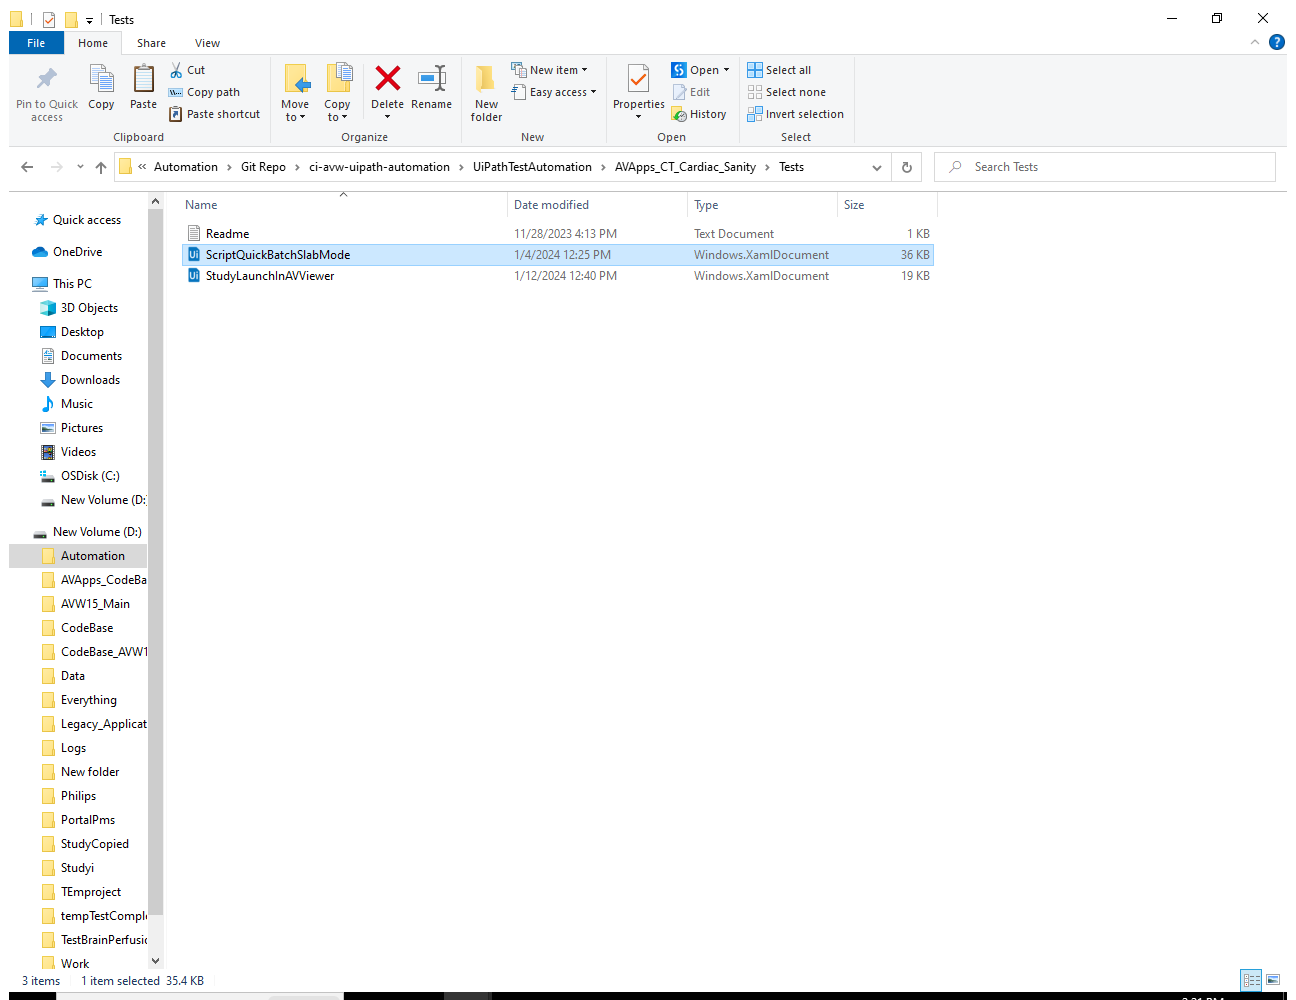 Tests
File Home Share View
Pin to Quick access
Copy
Paste
Cut
Copy path
Paste shortcut
Clipboard
Move to
Copy to
Delete
Rename
Organize
New folder
New item
Easy access
New
Properties
Open
Edit
History
Open
Select all
Select none
Invert selection
Select
« Automation > Git Repo > ci-avw-uipath-automation > UiPathTestAutomation > AVApps_CT_Cardiac_Sanity > Tests
Search Tests
Name Date modified Type Size
Readme 11/28/2023 4:13 PM Text Document 1 KB
ScriptQuickBatchSlabMode 1/4/2024 12:25 PM Windows.XamlDocument 36 KB
StudyLaunchInAVViewer 1/12/2024 12:40 PM Windows.XamlDocument 19 KB
Quick access
OneDrive
This PC
3D Objects
Desktop
Documents
Downloads
Music
Pictures
Videos
OSDisk (C:)
New Volume (D:
New Volume (D:)
Automation
AVApps_CodeBa
AVW15_Main
CodeBase
CodeBase_AVW1
Data
Everything
Legacy_Applicat
Logs
New folder
Philips
PortalPms
StudyCopied
Studyi
TEmproject
tempTestComple
TestBrainPerfusio
Work
3 items 1 item selected 35.4 KB